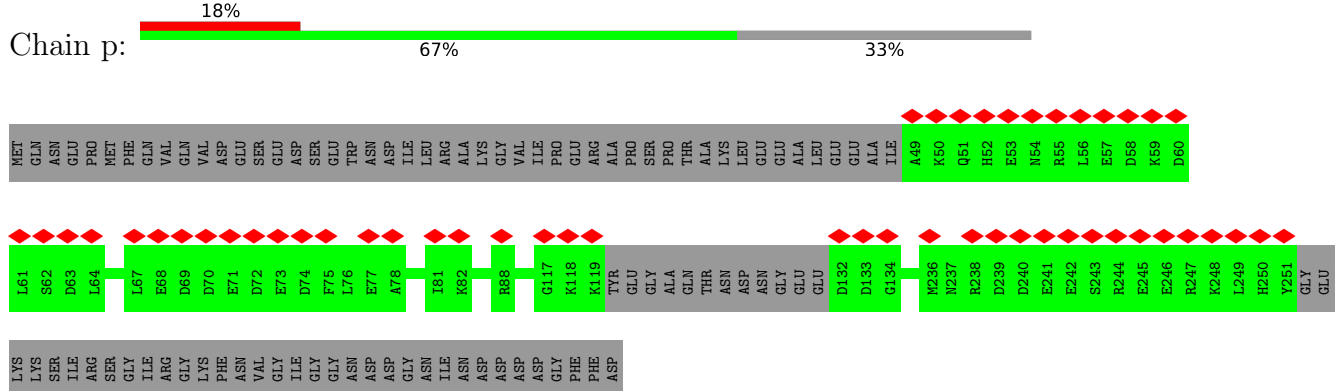 18%
Chain p:
67%
33%
MET GLN ASN GLU PRO MET PHE GLN VAL GLN VAL ASP GLU SER GLU ASP SER GLU TRP ASN ASP ILE LEU ARG ALA LYS GLY VAL ILE PRO GLU ARG ALA PRO SER PRO THR ALA LYS LEU GLU GLU ALA LEU GLU GLU ALA ILE A49 K50 Q51 H52 E53 N54 R55 L56 E57 D58 K59 D60
L61 S62 D63 L64 L67 E68 D69 D70 E71 D72 E73 D74 F75 L76 E77 A78 I81 K82 R88 G117 K118 K119 TYR GLU GLY ALA GLN THR ASN ASP ASN GLY GLU GLU D132 D133 G134 M236 N237 R238 D239 D240 E241 E242 S243 R244 E245 E246 R247 K248 L249 H250 Y251 GLY GLU
LYS LYS SER ILE ARG SER GLY ILE ARG GLY LYS PHE ASN VAL GLY ILE GLY GLY ASN ASP ASP GLY ASN ILE ASN ASP ASP ASP ASP GLY PHE PHE ASP